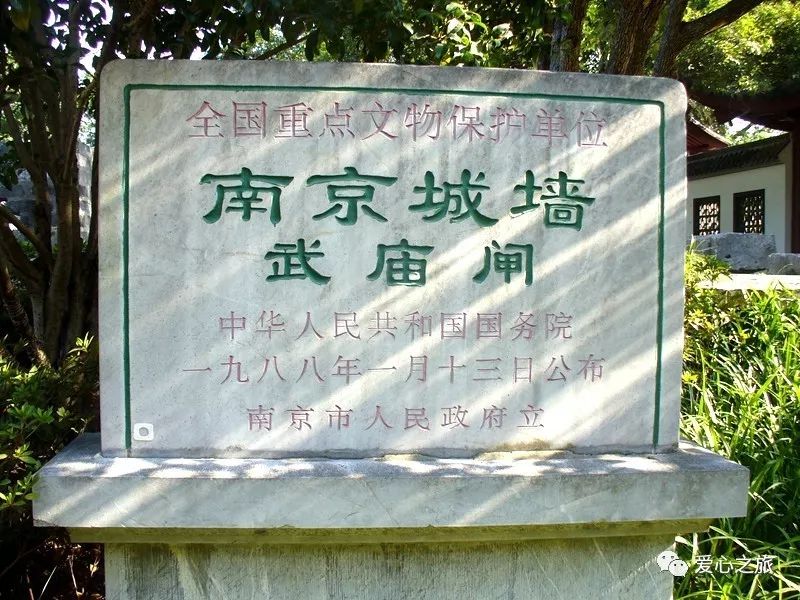 全国重点文物保护单位
南京城墙
武庙闸
中华人民共和国国务院
一九八八年一月十三日公布
南京市人民政府立
爱心之旅